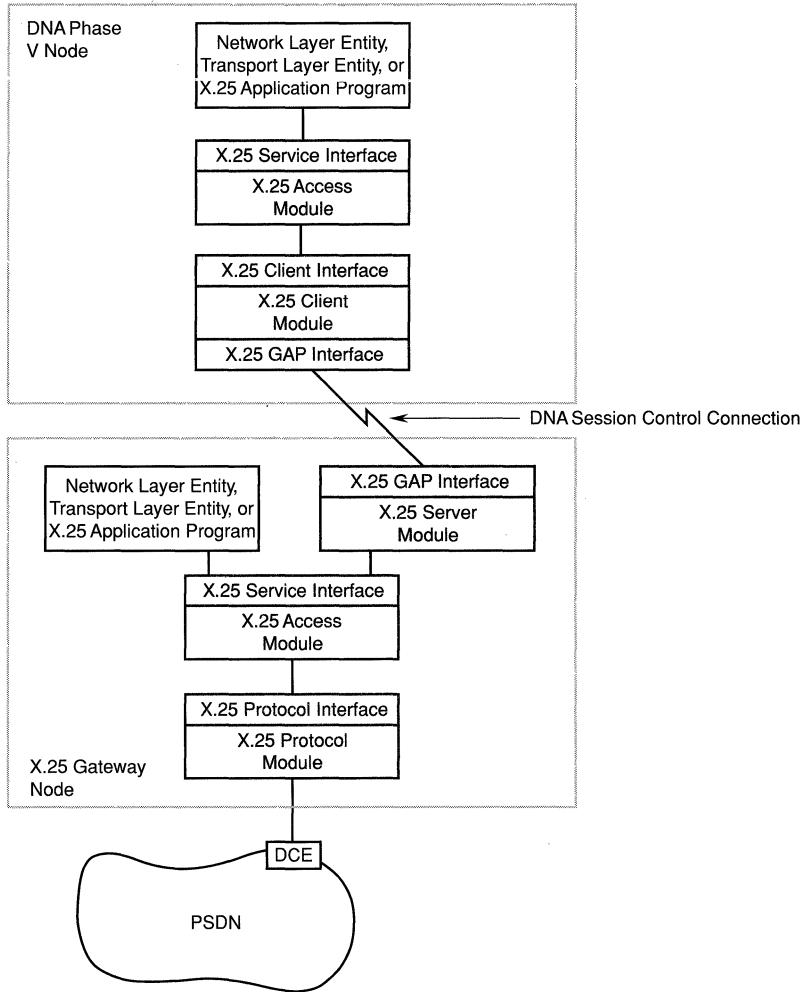 DNA Phase
V Node
Network Layer Entity,
Transport Layer Entity, or
X.25 Application Program
X.25 Service Interface
X.25 Access
Module
X.25 Client Interface
X.25 Client
Module
X.25 GAP Interface
DNA Session Control Connection
Network Layer Entity,
Transport Layer Entity, or
X.25 Application Program
X.25 GAP Interface
X.25 Server
Module
X.25 Service Interface
X.25 Access
Module
X.25 Protocol Interface
X.25 Protocol
Module
X.25 Gateway
Node
DCE
PSDN